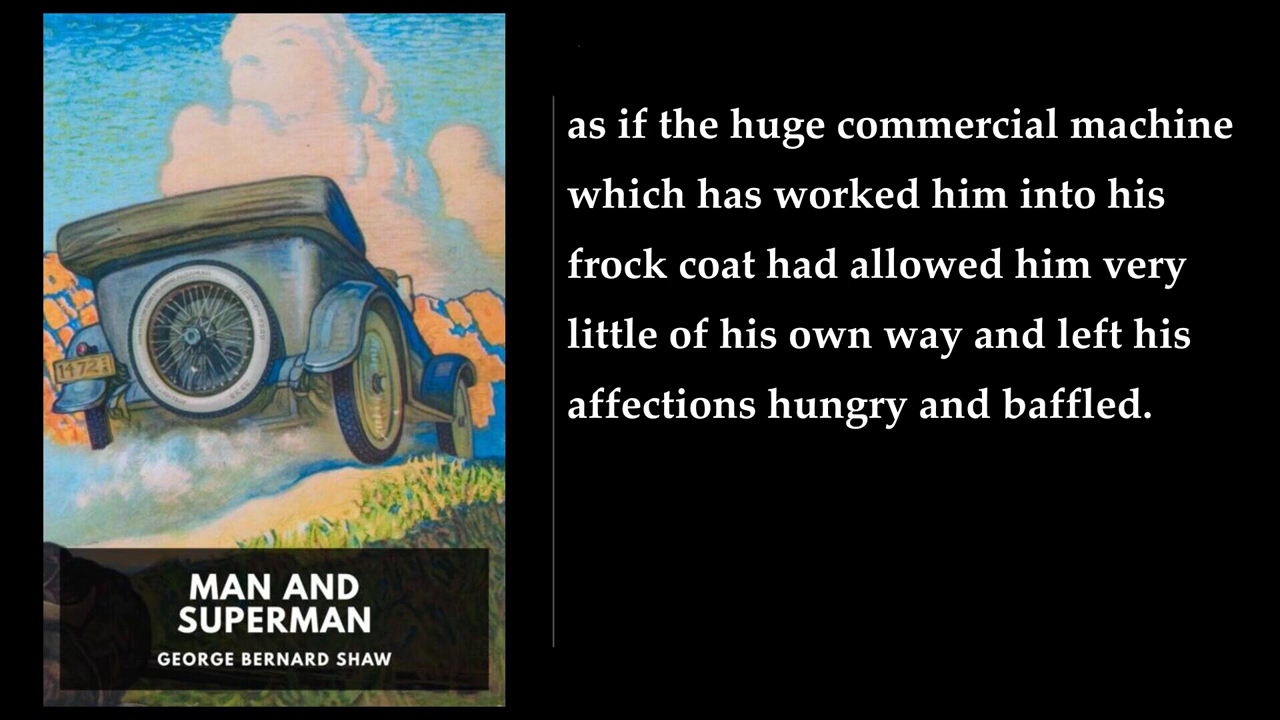 as if the huge commercial machine
which has worked him into his
frock coat had allowed him very
little of his own way and left his
affections hungry and baffled.
1472
MAN AND
SUPERMAN
GEORGE BERNARD SHAW